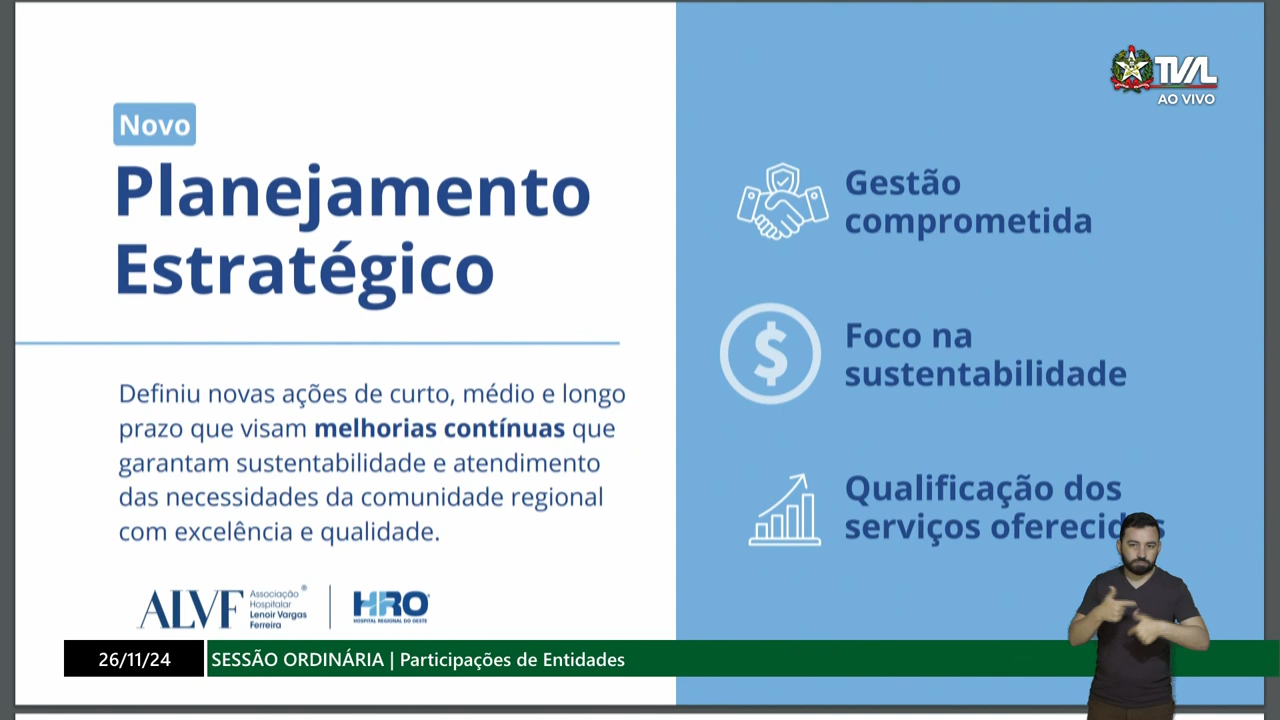 Novo
Planejamento
Estratégico
Definiu novas ações de curto, médio e longo
prazo que visam melhorias contínuas que
garantam sustentabilidade e atendimento
das necessidades da comunidade regional
com excelência e qualidade.
ALVF
Associação ®
Hospitalar
Lenoir Vargas
Ferreira
HRO
HOSPITAL REGIONAL DO OESTE
TVAL
AO VIVO
Gestão
comprometida
Foco na
sustentabilidade
Qualificação dos
serviços oferecidos
26/11/24
SESSÃO ORDINÁRIA | Participações de Entidades